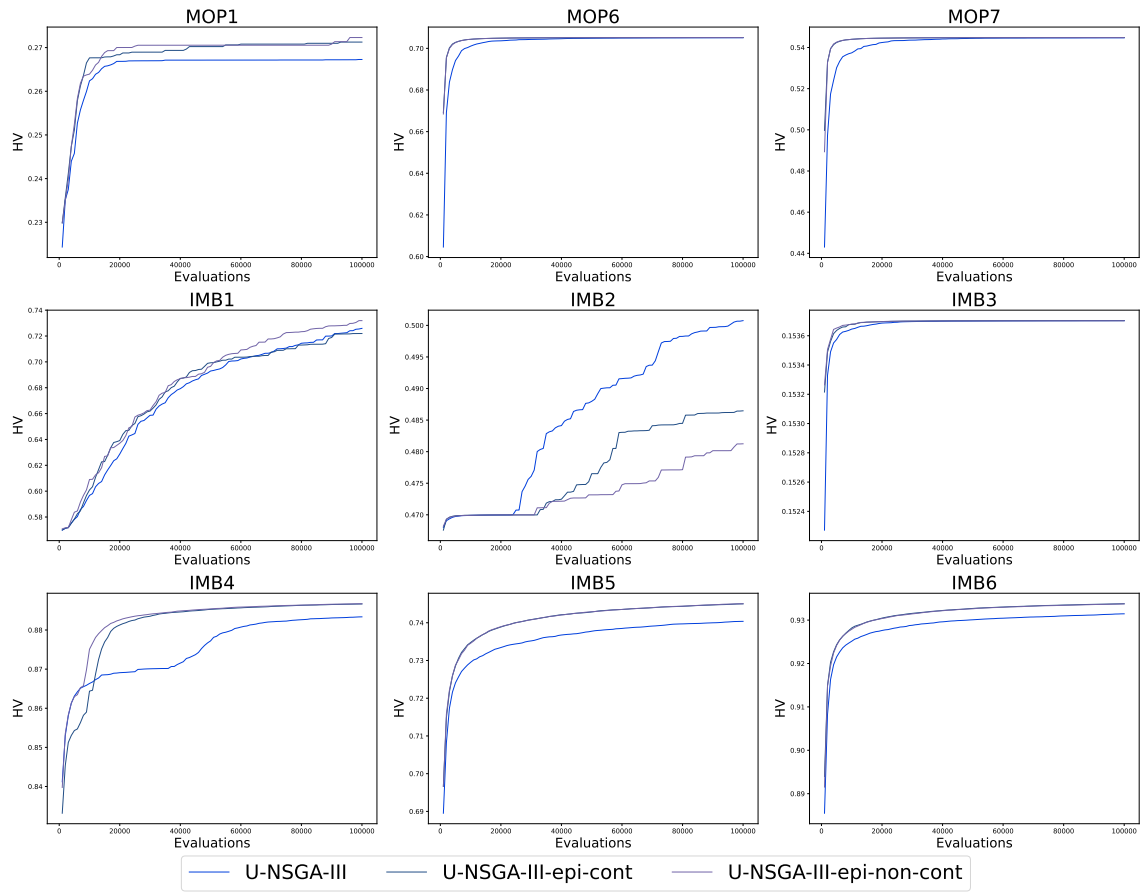 MOP1
MOP6
MOP7
HV
0.27
0.26
0.25
0.24
0.23
0 20000 40000 60000 80000 100000
Evaluations
HV
0.70
0.68
0.66
0.64
0.62
0.60
0 20000 40000 60000 80000 100000
Evaluations
HV
0.54
0.52
0.50
0.48
0.46
0.44
0 20000 40000 60000 80000 100000
Evaluations
IMB1
IMB2
IMB3
HV
0.74
0.72
0.70
0.68
0.66
0.64
0.62
0.60
0.58
0 20000 40000 60000 80000 100000
Evaluations
HV
0.500
0.495
0.490
0.485
0.480
0.475
0.470
0 20000 40000 60000 80000 100000
Evaluations
HV
0.1536
0.1534
0.1532
0.1530
0.1528
0.1526
0.1524
0 20000 40000 60000 80000 100000
Evaluations
IMB4
IMB5
IMB6
HV
0.88
0.87
0.86
0.85
0.84
0 20000 40000 60000 80000 100000
Evaluations
HV
0.74
0.73
0.72
0.71
0.70
0.69
0 20000 40000 60000 80000 100000
Evaluations
HV
0.93
0.92
0.91
0.90
0.89
0 20000 40000 60000 80000 100000
Evaluations
U-NSGA-III U-NSGA-III-epi-cont U-NSGA-III-epi-non-cont